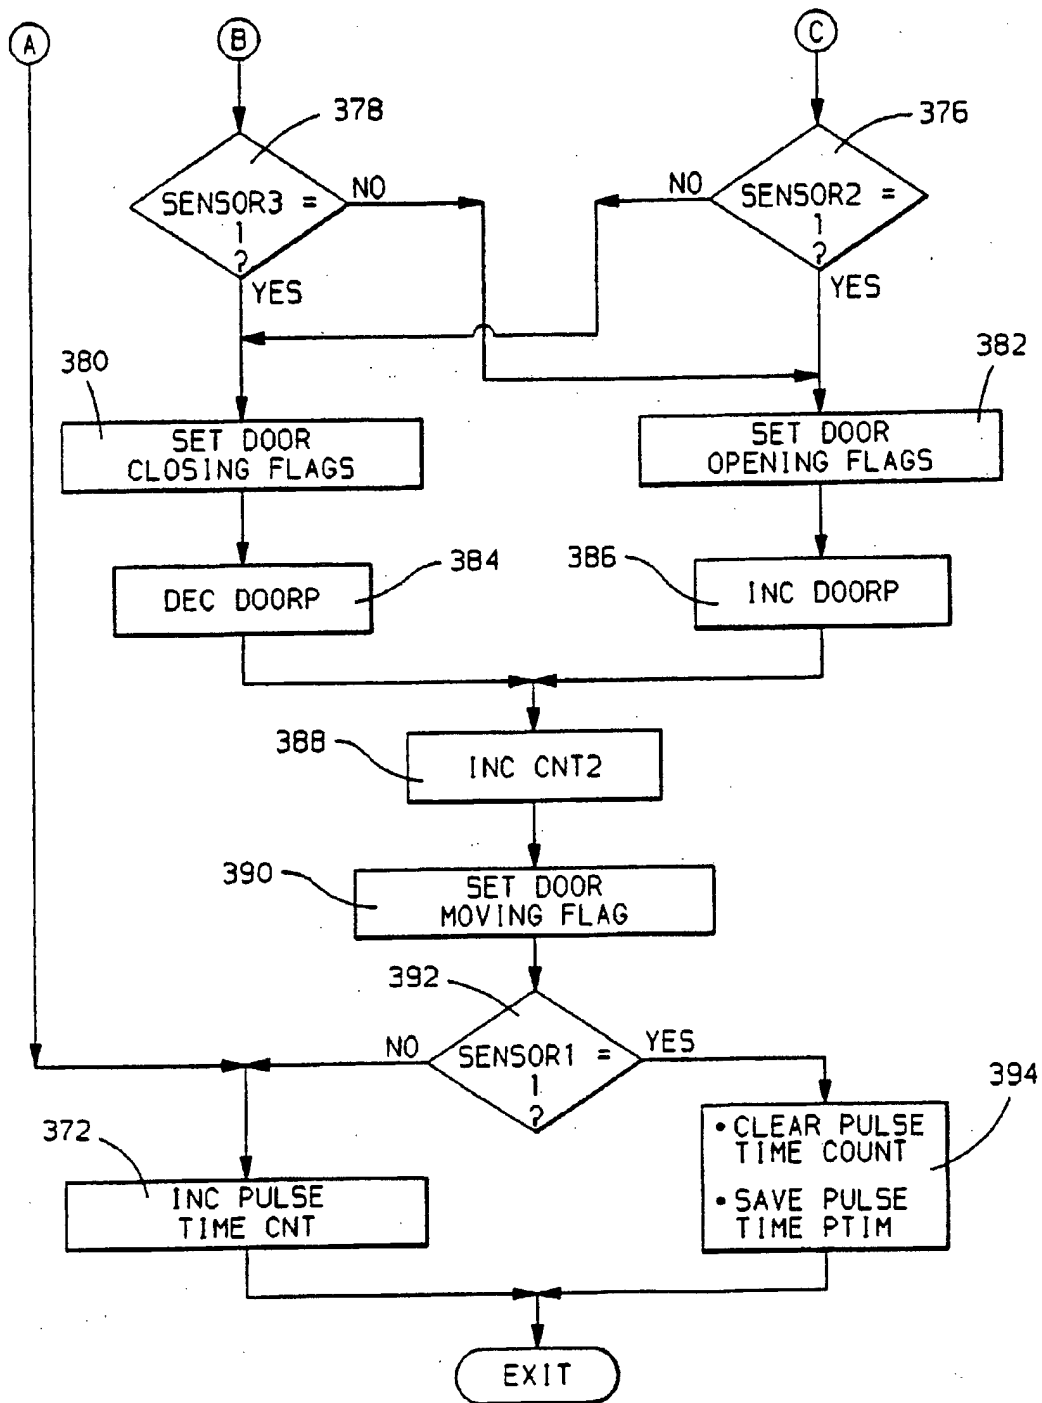 A
B
C
378
376
SENSOR3 =
1
?
NO
YES
NO
SENSOR2 =
1
?
YES
380
382
SET DOOR
CLOSING FLAGS
SET DOOR
OPENING FLAGS
384
386
DEC DOORP
INC DOORP
388
INC CNT2
390
SET DOOR
MOVING FLAG
392
NO
SENSOR1 =
1
?
YES
394
372
• CLEAR PULSE
TIME COUNT
• SAVE PULSE
TIME PTIM
INC PULSE
TIME CNT
EXIT